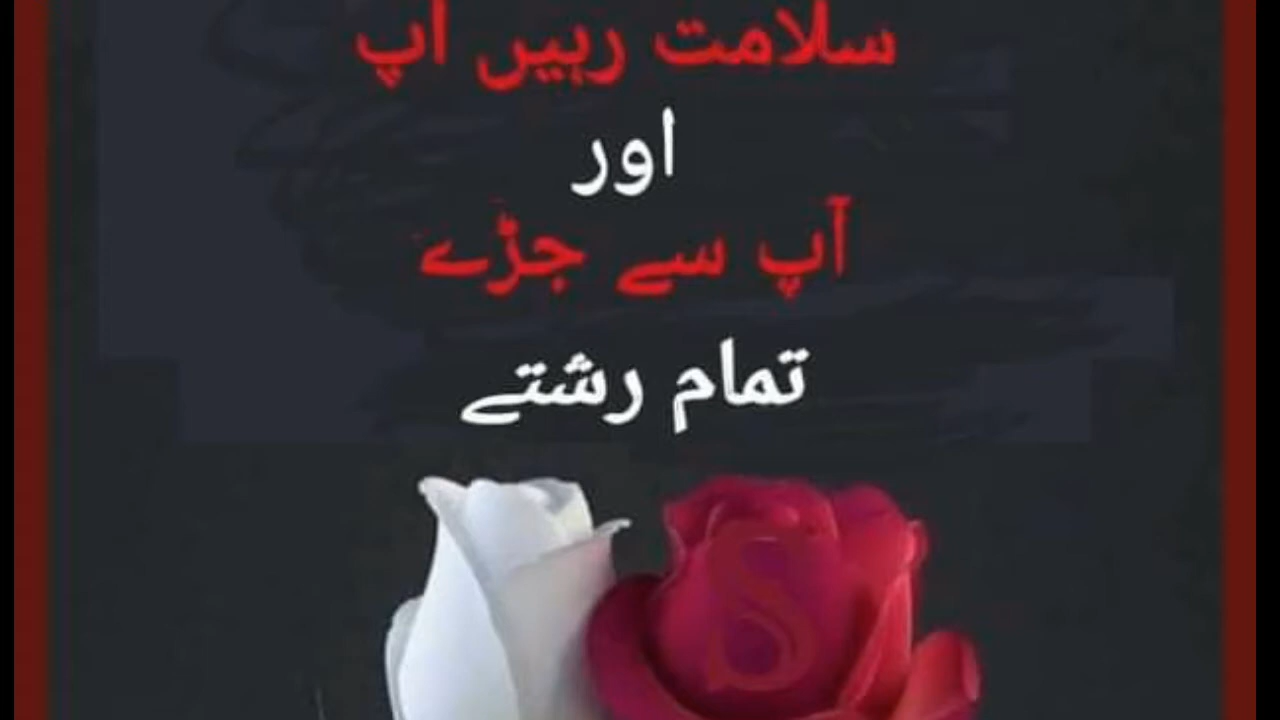 سلامت رہیں آپ
اور
آپ سے جڑے
تمام رشتے